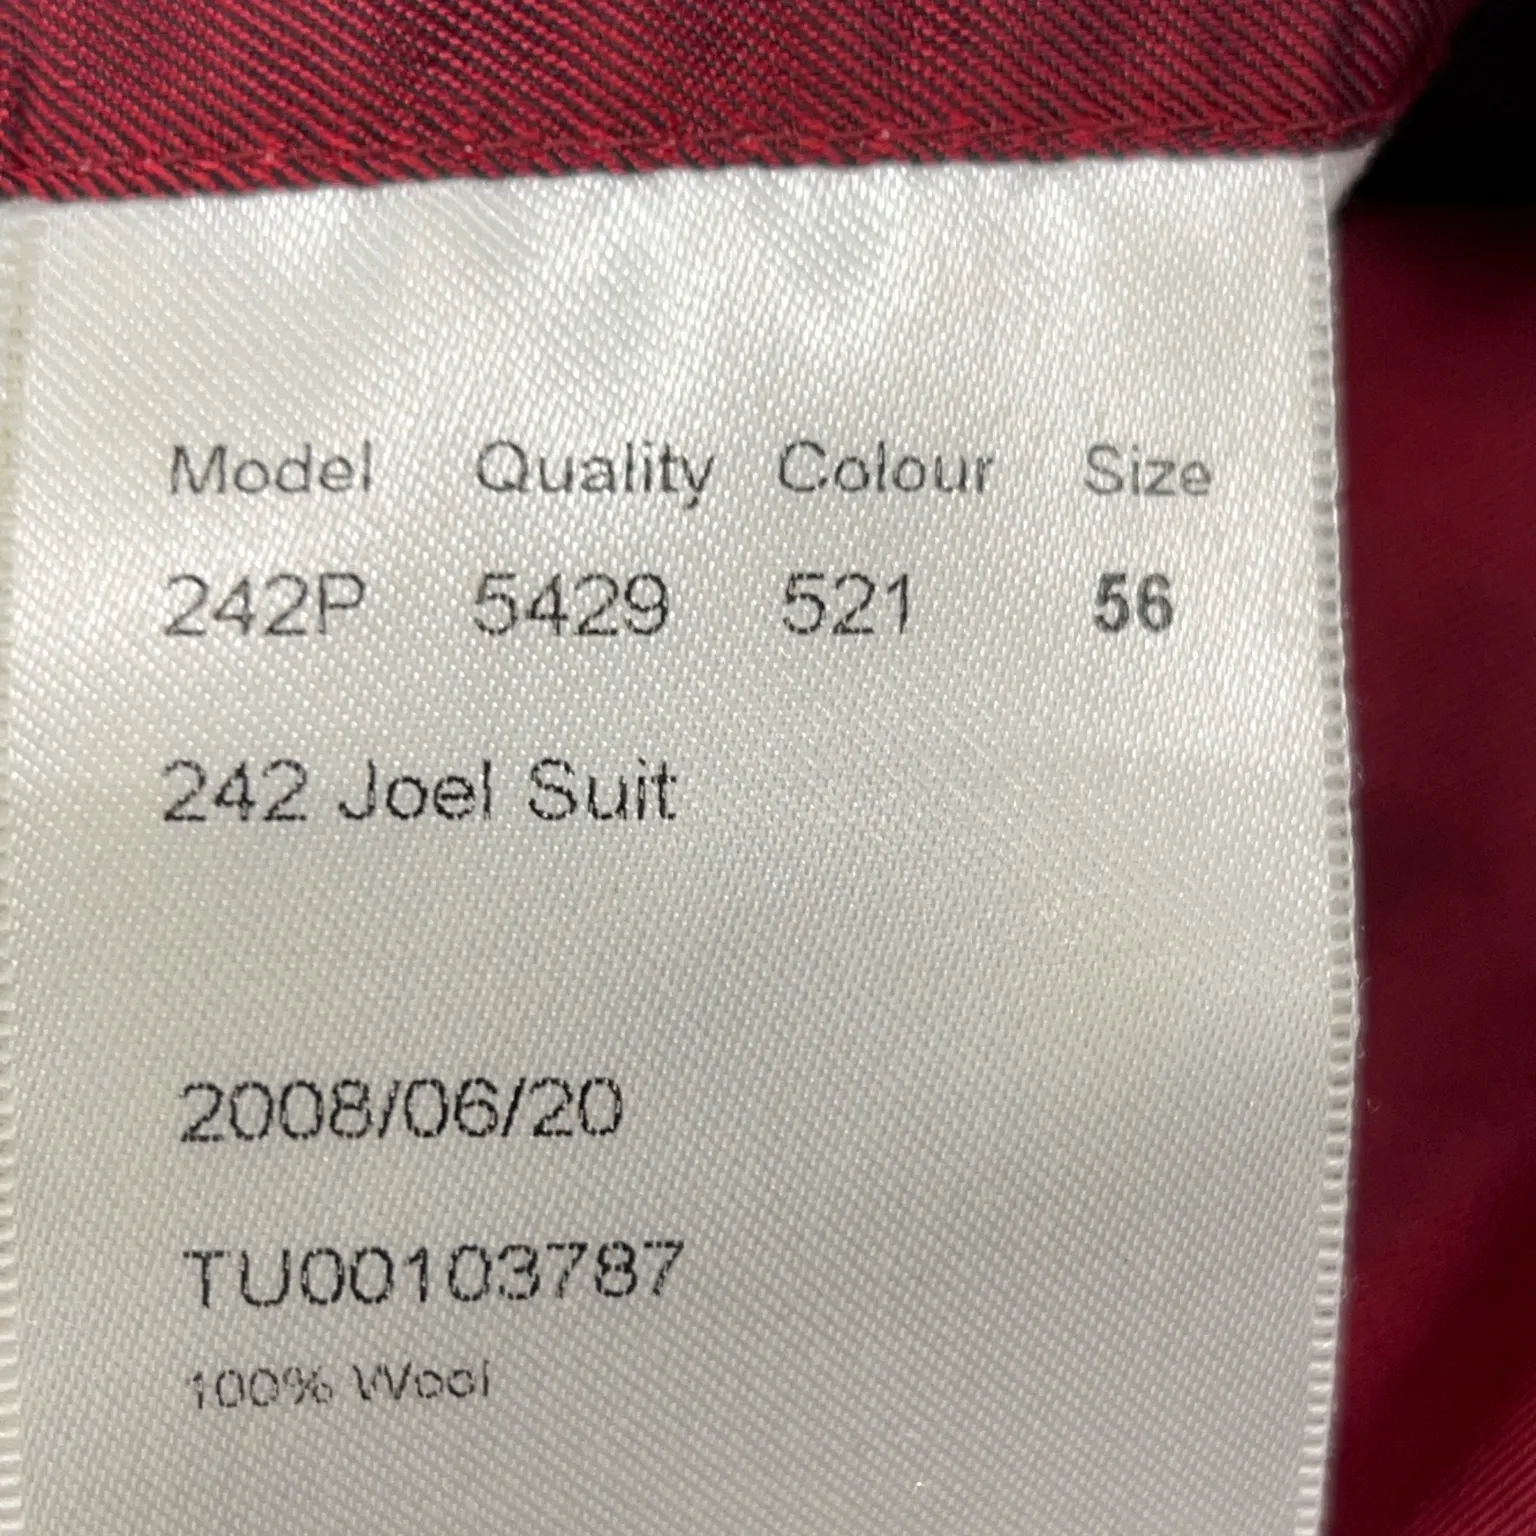 Model Quality Colour Size
242P 5429 521 56
242 Joel Suit
2008/06/20
TU00103787
100% Wool